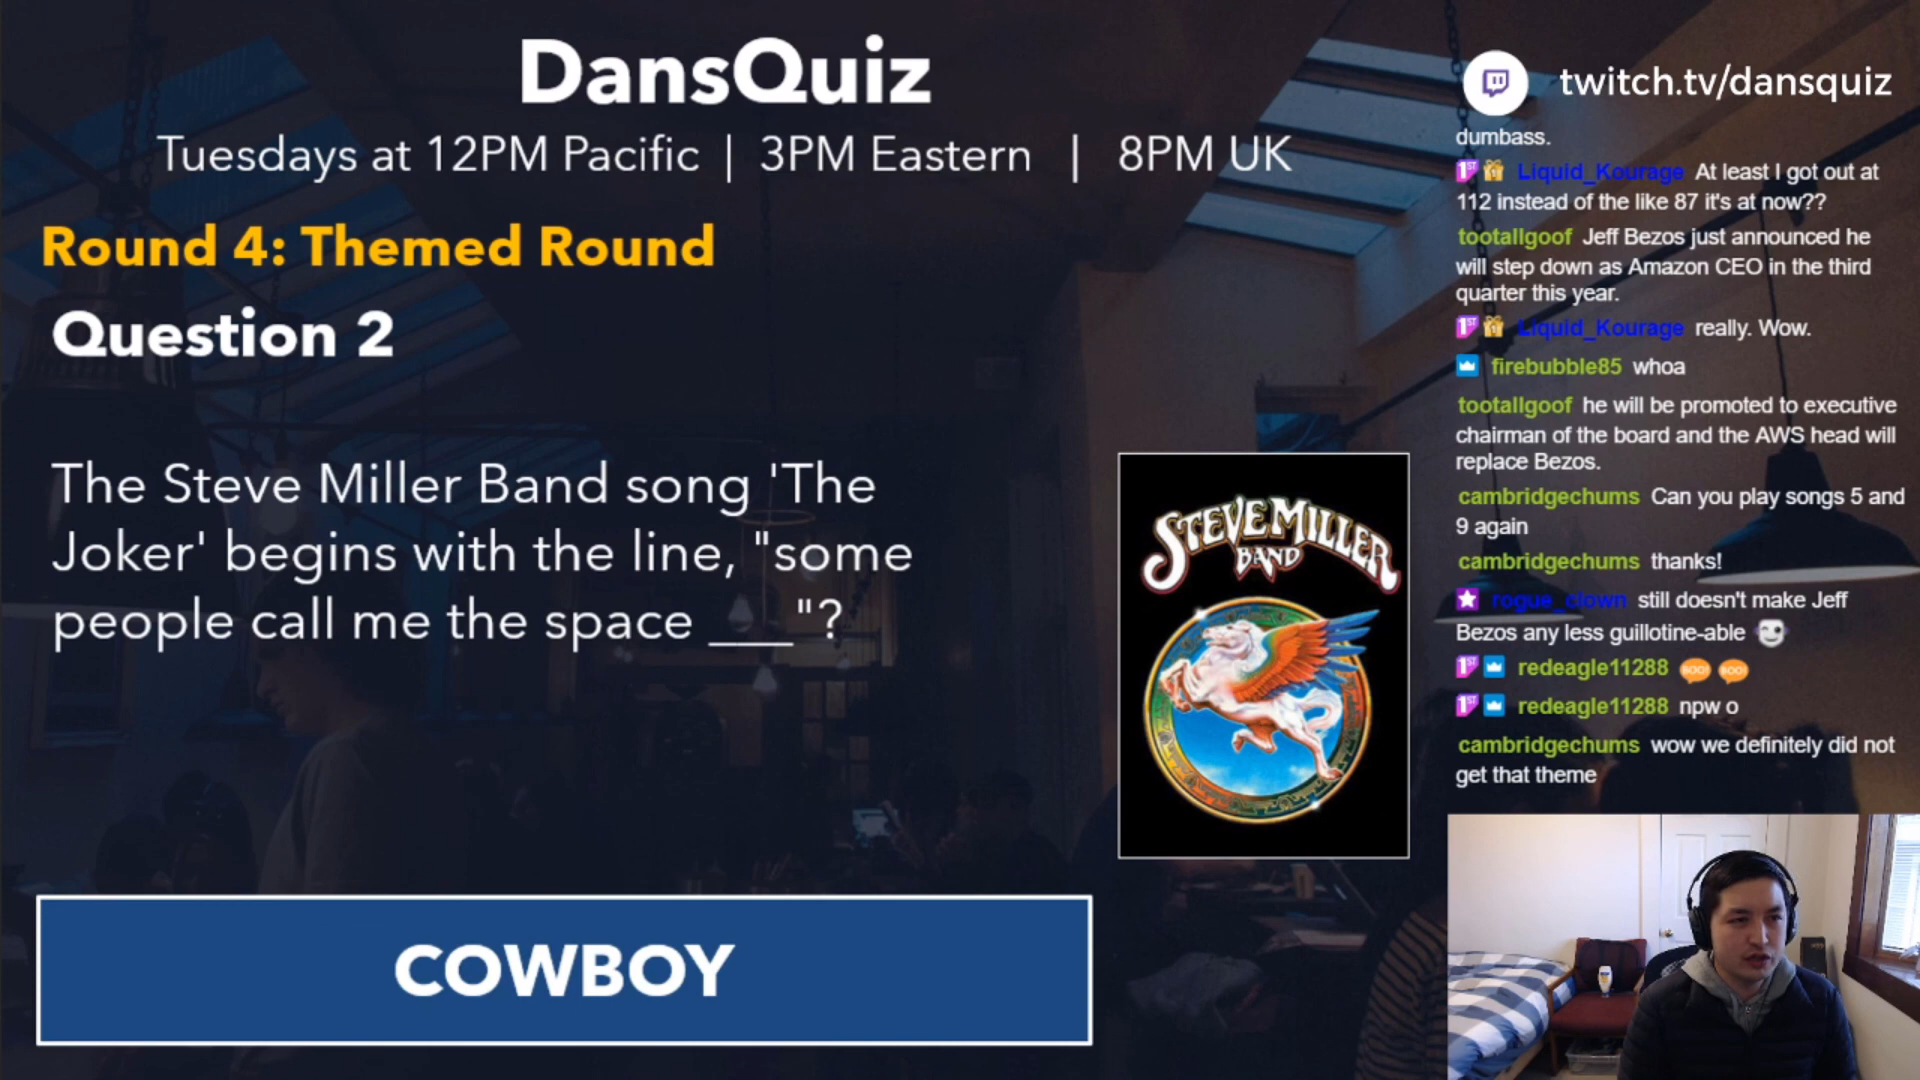 DansQuiz
Tuesdays at 12PM Pacific | 3PM Eastern | 8PM UK
Round 4: Themed Round
Question 2
The Steve Miller Band song 'The
Joker' begins with the line, "some
people call me the space ___"?
STEVE MILLER
BAND
COWBOY
twitch.tv/dansquiz
dumbass.
1ST Liquid_Kourage At least I got out at
112 instead of the like 87 it's at now??
tootallgoof Jeff Bezos just announced he
will step down as Amazon CEO in the third
quarter this year.
1ST Liquid_Kourage really. Wow.
firebubble85 whoa
tootallgoof he will be promoted to executive
chairman of the board and the AWS head will
replace Bezos.
cambridgechums Can you play songs 5 and
9 again
cambridgechums thanks!
rogue_clown still doesn't make Jeff
Bezos any less guillotine-able
1ST redeagle11288 BOO! BOO!
1ST redeagle11288 npw o
cambridgechums wow we definitely did not
get that theme